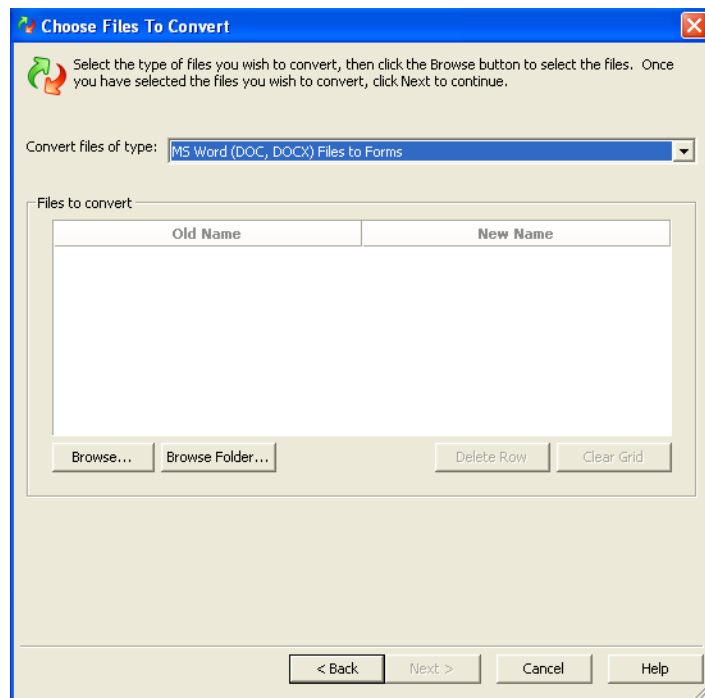 Choose Files To Convert
Select the type of files you wish to convert, then click the Browse button to select the files. Once
you have selected the files you wish to convert, click Next to continue.
Convert files of type: MS Word (DOC, DOCX) Files to Forms
Files to convert
Old Name New Name
Browse... Browse Folder... Delete Row Clear Grid
< Back Next > Cancel Help